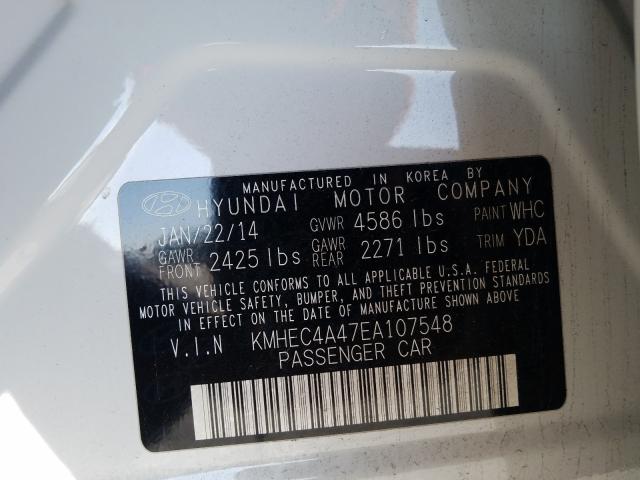 MANUFACTURED IN KOREA BY
HYUNDAI MOTOR COMPANY
JAN/22/14 GVWR 4586 lbs PAINT WHC
GAWR FRONT 2425 lbs GAWR REAR 2271 lbs TRIM YDA
THIS VEHICLE CONFORMS TO ALL APPLICABLE U.S.A. FEDERAL
MOTOR VEHICLE SAFETY, BUMPER, AND THEFT PREVENTION STANDARDS
IN EFFECT ON THE DATE OF MANUFACTURE SHOWN ABOVE.
V.I.N KMHEC4A47EA107548
PASSENGER CAR